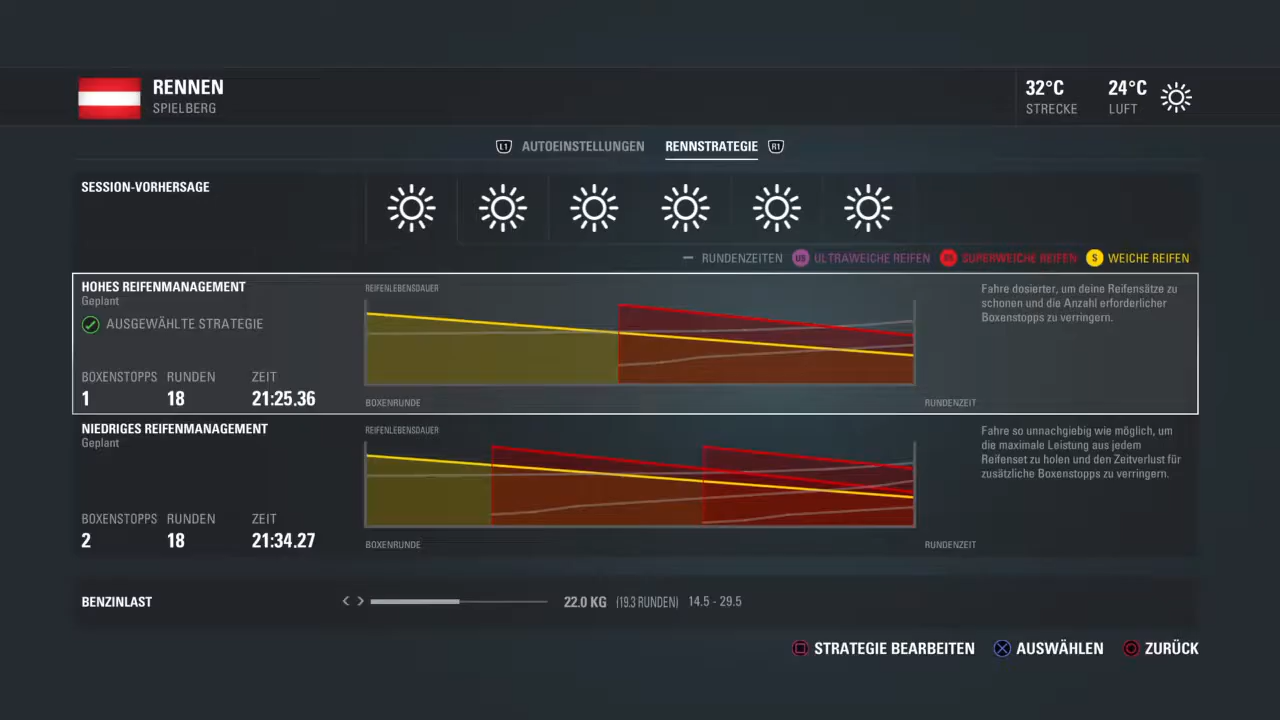 RENNEN
SPIELBERG
32°C
STRECKE
24°C
LUFT
L1 AUTOEINSTELLUNGEN RENNSTRATEGIE R1
SESSION-VORHERSAGE
RUNDENZEITEN US ULTRAWEICHE REIFEN SS SUPERWEICHE REIFEN S WEICHE REIFEN
HOHES REIFENMANAGEMENT
Geplant
AUSGEWÄHLTE STRATEGIE
BOXENSTOPPS RUNDEN ZEIT
1 18 21:25.36
REIFENLEBENSDAUER
BOXENRUNDE
RUNDENZEIT
Fahre dosierter, um deine Reifensätze zu
schonen und die Anzahl erforderlicher
Boxenstopps zu verringern.
NIEDRIGES REIFENMANAGEMENT
Geplant
BOXENSTOPPS RUNDEN ZEIT
2 18 21:34.27
REIFENLEBENSDAUER
BOXENRUNDE
RUNDENZEIT
Fahre so unnachgiebig wie möglich, um
die maximale Leistung aus jedem
Reifenset zu holen und den Zeitverlust für
zusätzliche Boxenstopps zu verringern.
BENZINLAST
22.0 KG (19.3 RUNDEN) 14.5 - 29.5
STRATEGIE BEARBEITEN AUSWÄHLEN ZURÜCK